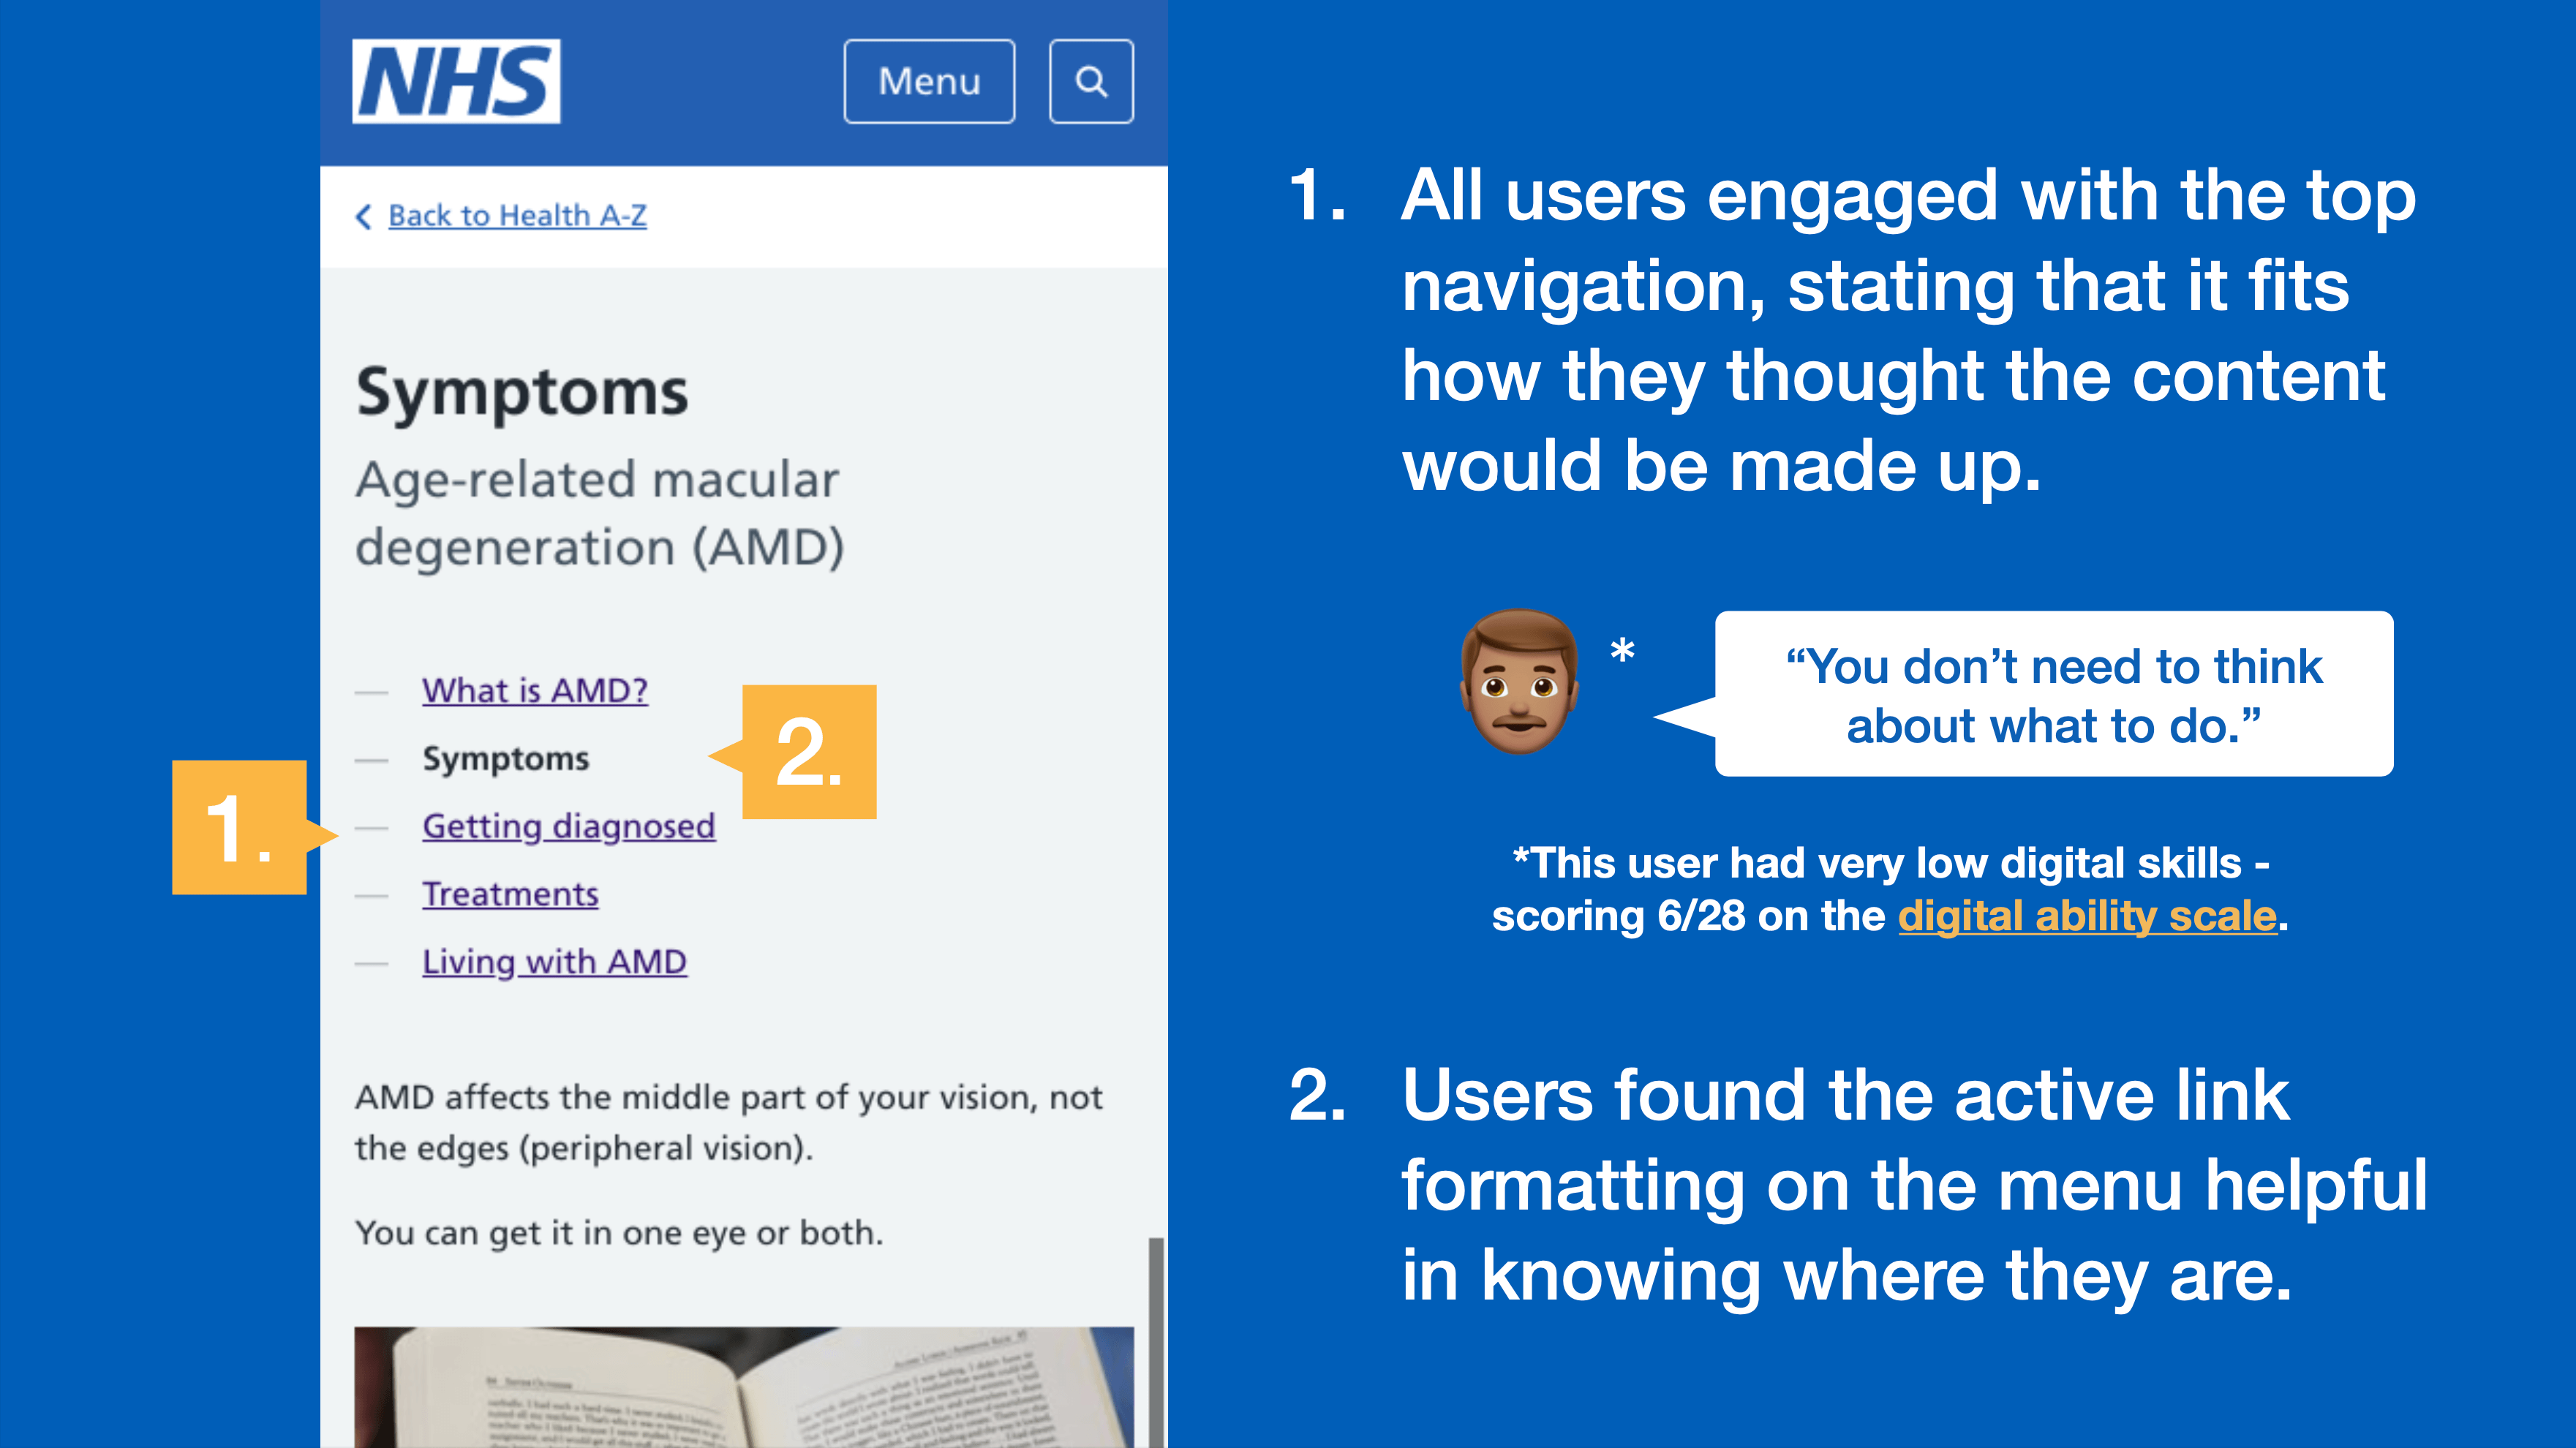 NHS
Menu
Back to Health A-Z
Symptoms
Age-related macular
degeneration (AMD)
— What is AMD?
— Symptoms
— Getting diagnosed
— Treatments
— Living with AMD
1.
2.
AMD affects the middle part of your vision, not
the edges (peripheral vision).
You can get it in one eye or both.
1. All users engaged with the top
navigation, stating that it fits
how they thought the content
would be made up.
*
“You don’t need to think
about what to do.”
*This user had very low digital skills -
scoring 6/28 on the digital ability scale.
2. Users found the active link
formatting on the menu helpful
in knowing where they are.